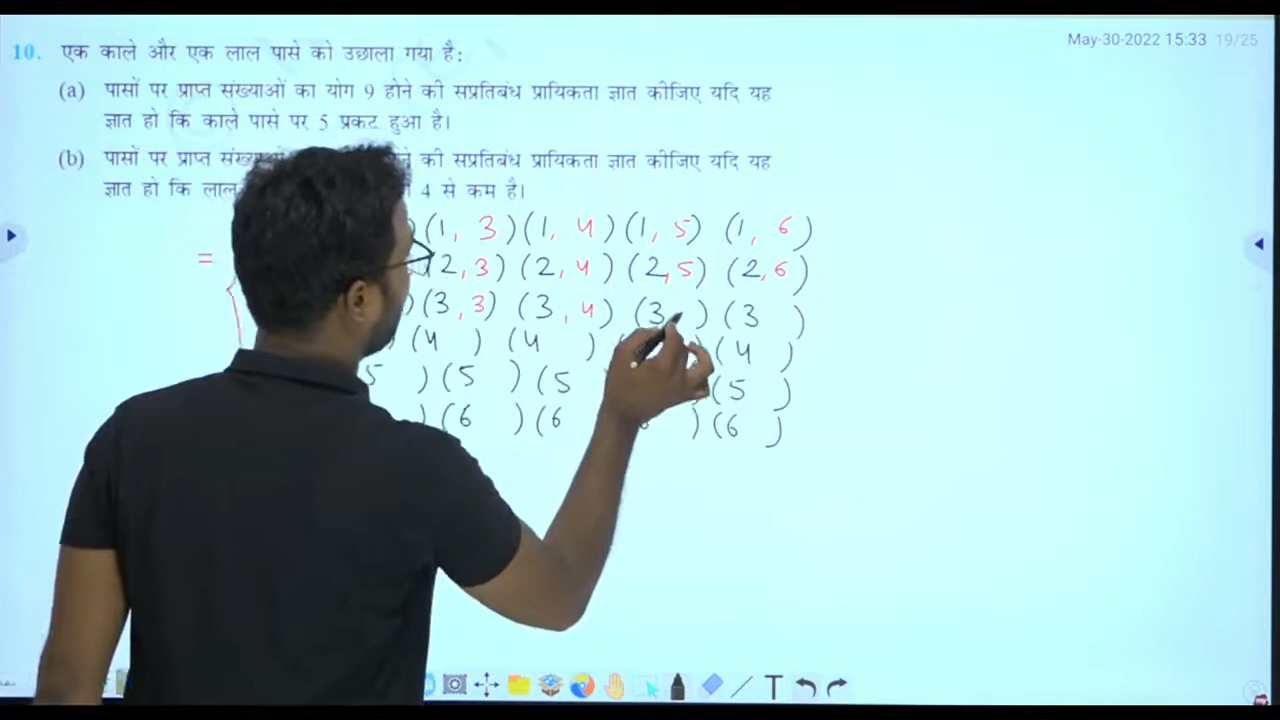 May-30-2022 15:33 19/25
10. एक काले और एक लाल पासे को उछाला गया है:
(a) पासों पर प्राप्त संख्याओं का योग 9 होने की सप्रतिबंध प्रायिकता ज्ञात कीजिए यदि यह
ज्ञात हो कि काले पासे पर 5 प्रकट हुआ है।
(b) पासों पर प्राप्त की सप्रतिबंध प्रायिकता ज्ञात कीजिए यदि यह
ज्ञात हो कि लाल 4 से कम है।
) (1, 3) (1, 4) (1, 5) (1, 6)
= { (2, 3) (2, 4) (2, 5) (2, 6)
) (3, 3) (3, 4) (3, ) (3 )
) (4 ) (4 ) (4 )
5 ) (5 ) (5 (5 )
) (6 ) (6 ) (6 )
T